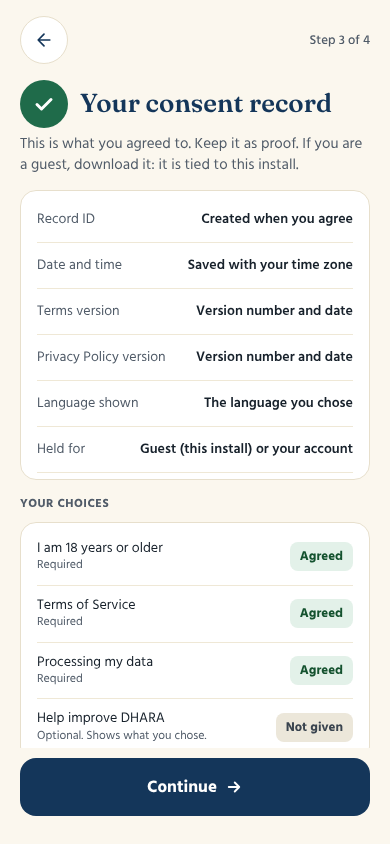 Step 3 of 4
Your consent record
This is what you agreed to. Keep it as proof. If you are
a guest, download it: it is tied to this install.
Record ID Created when you agree
Date and time Saved with your time zone
Terms version Version number and date
Privacy Policy version Version number and date
Language shown The language you chose
Held for Guest (this install) or your account
YOUR CHOICES
I am 18 years or older
Required
Agreed
Terms of Service
Required
Agreed
Processing my data
Required
Agreed
Help improve DHARA
Optional. Shows what you chose.
Not given
Continue →